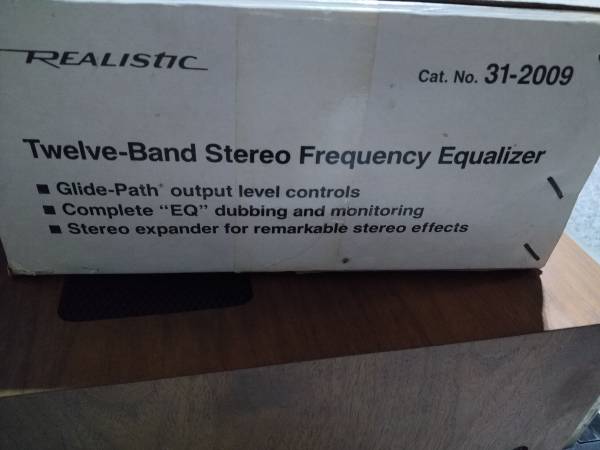 REALISTIC
Cat. No. 31-2009
Twelve-Band Stereo Frequency Equalizer
■ Glide-Path® output level controls
■ Complete "EQ" dubbing and monitoring
■ Stereo expander for remarkable stereo effects